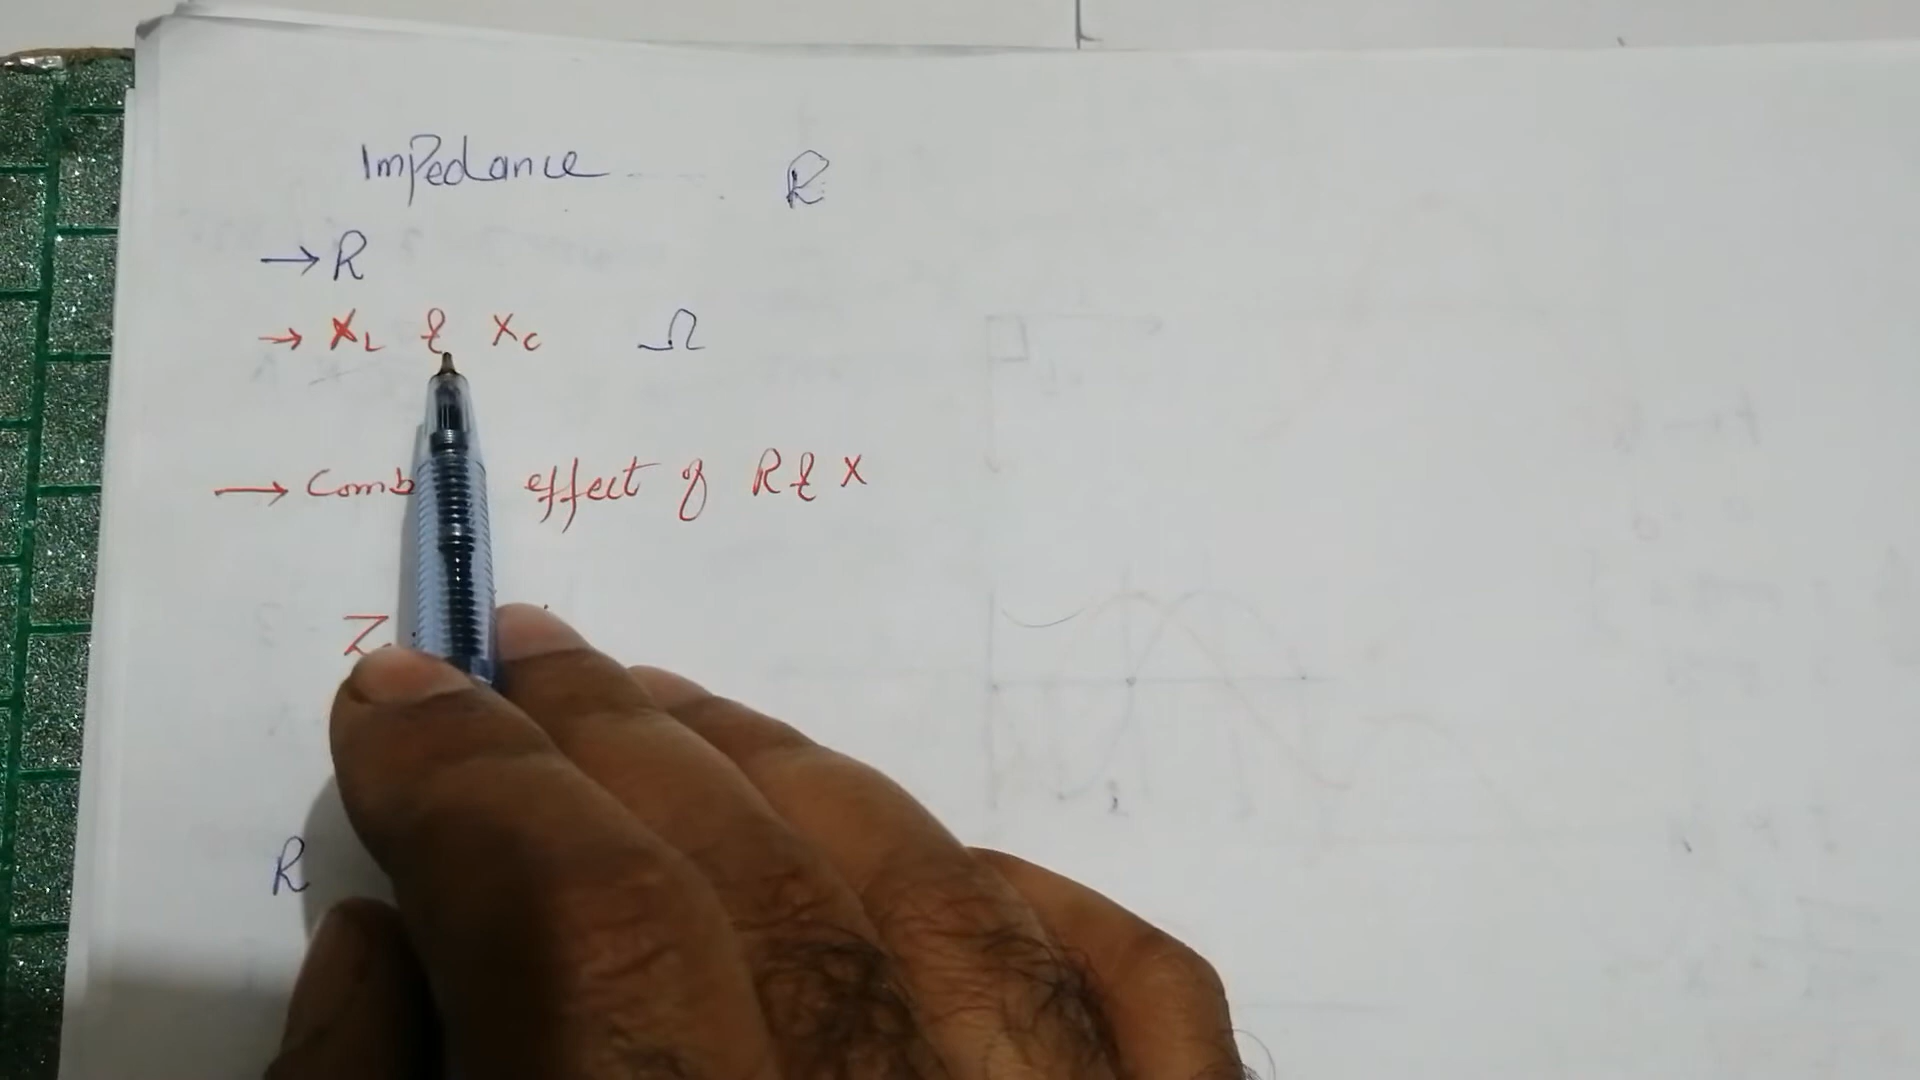 Impedance R
→ R
→ XL & Xc Ω
→ Comb effect of R & X
Z
R